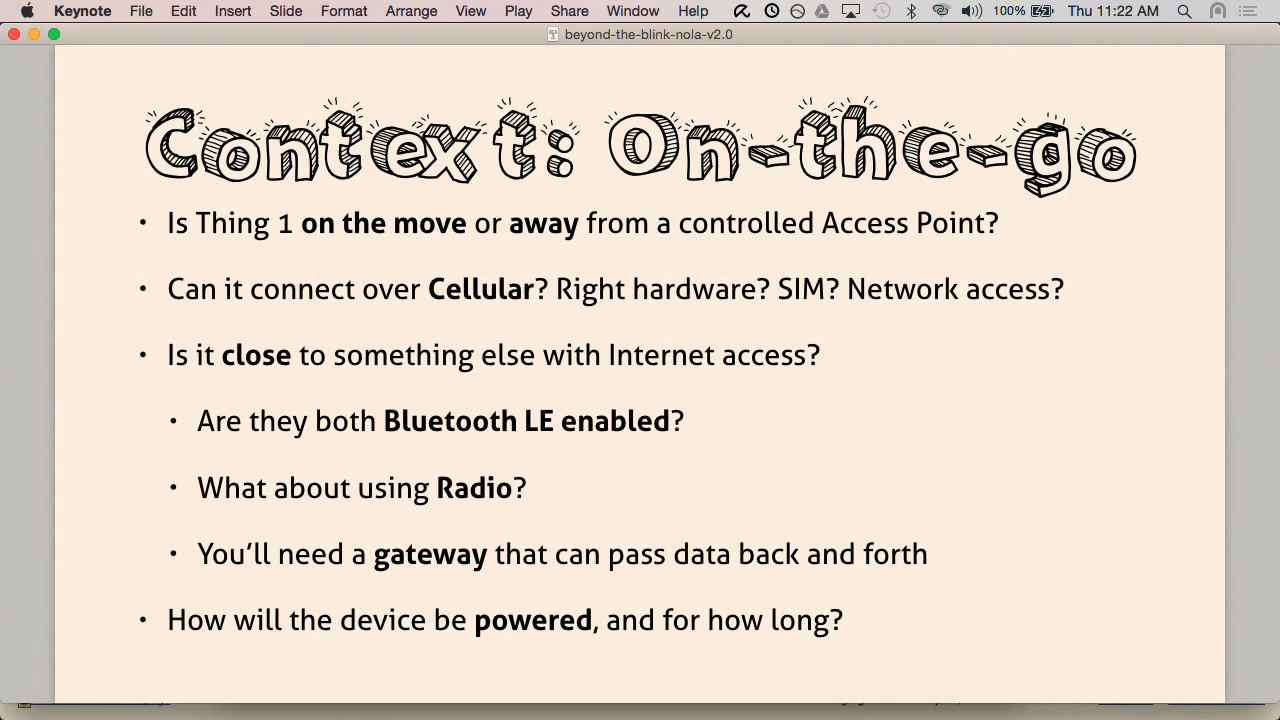 Keynote File Edit Insert Slide Format Arrange View Play Share Window Help 100% Thu 11:22 AM
beyond-the-blink-nola-v2.0
Context: On-the-go
• Is Thing 1 on the move or away from a controlled Access Point?
• Can it connect over Cellular? Right hardware? SIM? Network access?
• Is it close to something else with Internet access?
• Are they both Bluetooth LE enabled?
• What about using Radio?
• You’ll need a gateway that can pass data back and forth
• How will the device be powered, and for how long?